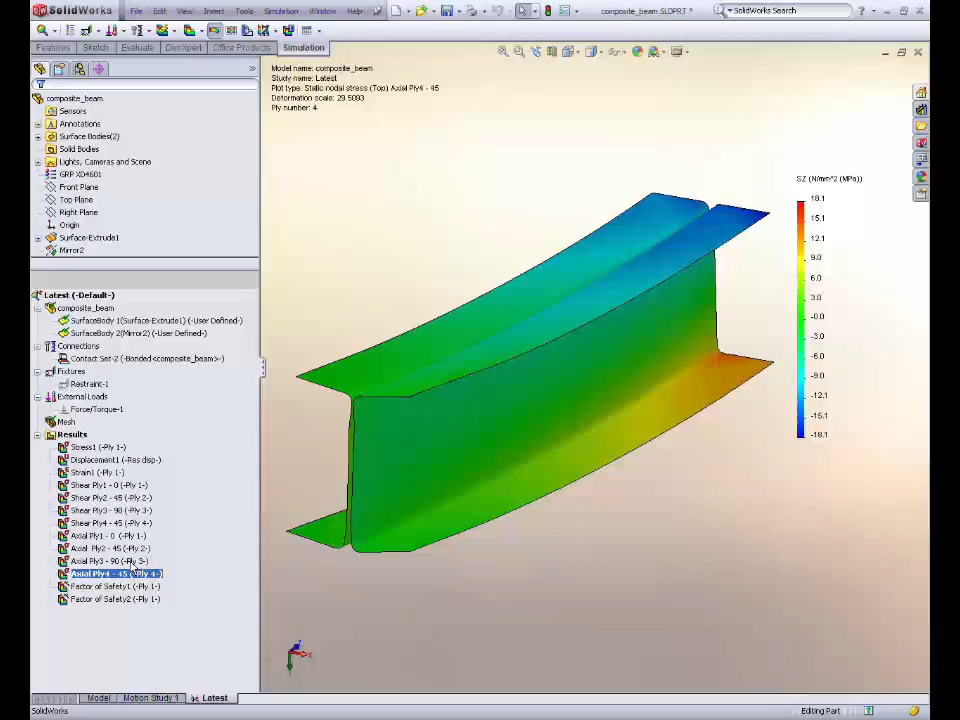 SolidWorks File Edit View Insert Tools Simulation Window Help composite_beam.SLDPRT * SolidWorks Search
Features Sketch Evaluate DimXpert Office Products Simulation
composite_beam
Sensors
Annotations
Surface Bodies(2)
Solid Bodies
Lights, Cameras and Scene
GRP XD4601
Front Plane
Top Plane
Right Plane
Origin
Surface-Extrude1
Mirror2
Latest (-Default-)
composite_beam
SurfaceBody 1(Surface-Extrude1) (-User Defined-)
SurfaceBody 2(Mirror2) (-User Defined-)
Connections
Contact Set-2 (-Bonded<composite_beam>-)
Fixtures
Restraint-1
External Loads
Force/Torque-1
Mesh
Results
Stress1 (-Ply 1-)
Displacement1 (-Res disp-)
Strain1 (-Ply 1-)
Shear Ply1 - 0 (-Ply 1-)
Shear Ply2 - 45 (-Ply 2-)
Shear Ply3 - 90 (-Ply 3-)
Shear Ply4 - 45 (-Ply 4-)
Axial Ply1 - 0 (-Ply 1-)
Axial Ply2 - 45 (-Ply 2-)
Axial Ply3 - 90 (-Ply 3-)
Axial Ply4 - 45 (-Ply 4-)
Factor of Safety1 (-Ply 1-)
Factor of Safety2 (-Ply 1-)
Model name: composite_beam
Study name: Latest
Plot type: Static nodal stress (Top) Axial Ply4 - 45
Deformation scale: 29.5093
Ply number: 4
SZ (N/mm^2 (MPa))
18.1
15.1
12.1
9.0
6.0
3.0
-0.0
-3.0
-6.0
-9.0
-12.1
-15.1
-18.1
Z
X
Model Motion Study 1 Latest
SolidWorks Editing Part